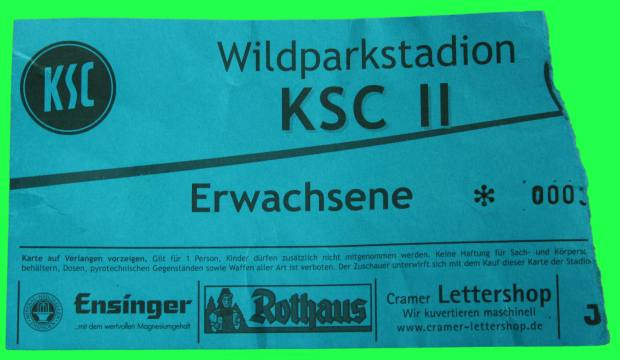 KSC
Wildparkstadion
KSC II
Erwachsene * 000
Karte auf Verlangen vorzeigen. Gilt für 1 Person, Kinder dürfen zusätzlich nicht mitgenommen werden. Keine Haftung für Sach- und
behältern, Dosen, pyrotechnischen Gegenständen sowie Waffen aller Art ist verboten. Der Zuschauer unterwirft sich mit dem Kauf dieser Karte der
Ensinger
...mit dem wertvollen Magnesiumgehalt
Rothaus
Cramer Lettershop
Wir kuvertieren maschinell
www.cramer-lettershop.de
J